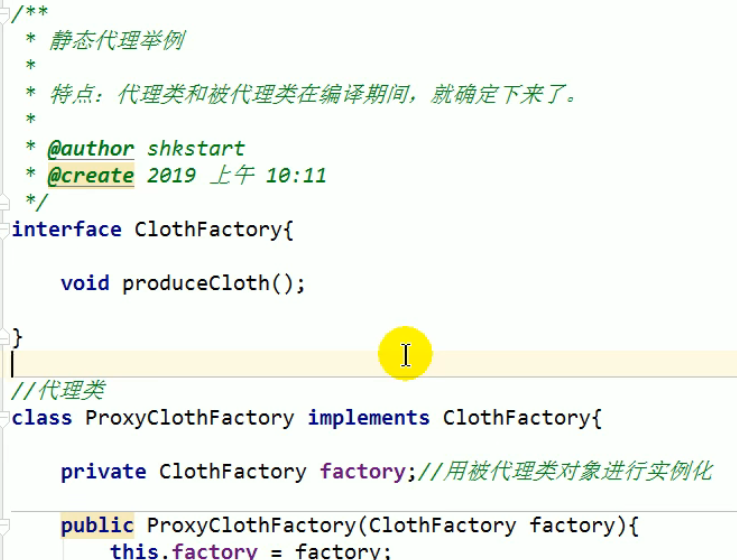 /**
 * 静态代理举例
 *
 * 特点：代理类和被代理类在编译期间，就确定下来了。
 *
 * @author shkstart
 * @create 2019 上午 10:11
 */
interface ClothFactory{
    void produceCloth();
}
//代理类
class ProxyClothFactory implements ClothFactory{
    private ClothFactory factory;//用被代理类对象进行实例化
    public ProxyClothFactory(ClothFactory factory){
        this.factory = factory;